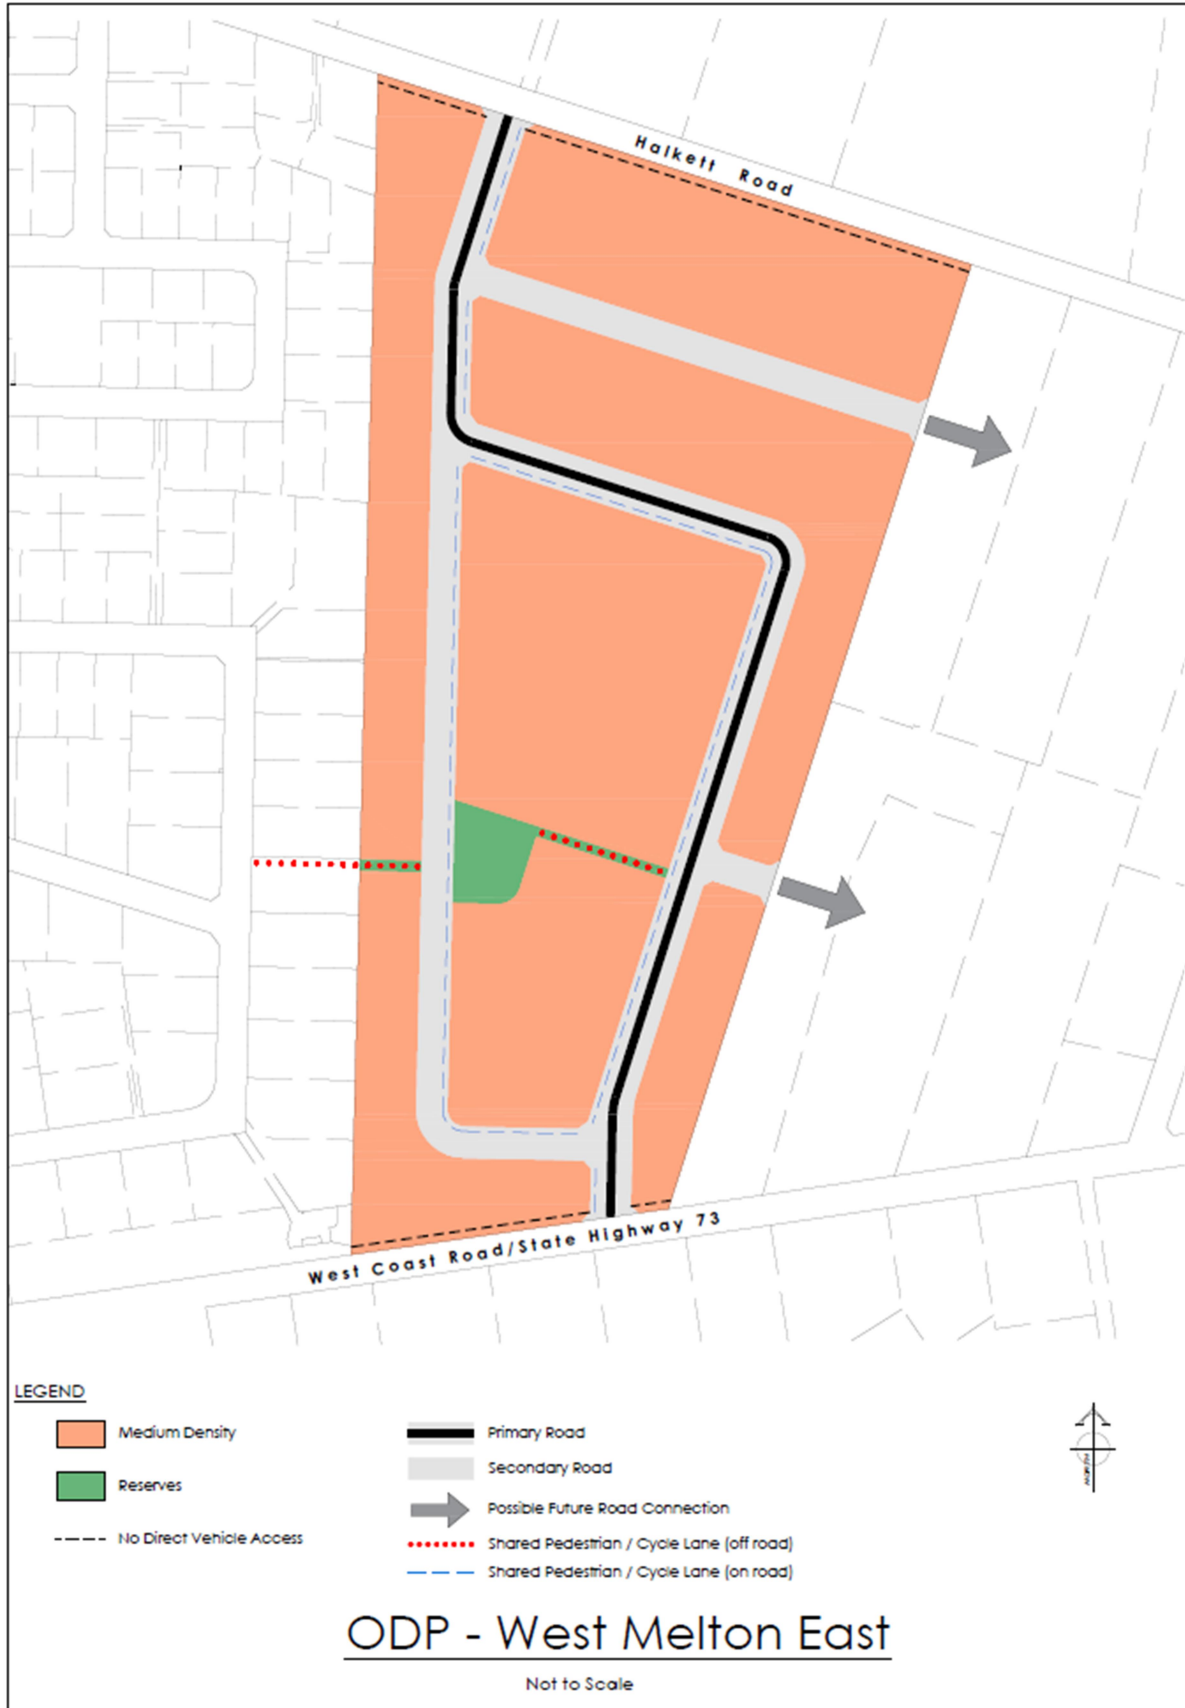 Halkett Road
West Coast Road/State Highway 73
LEGEND
Medium Density
Reserves
No Direct Vehicle Access
Primary Road
Secondary Road
Possible Future Road Connection
Shared Pedestrian / Cycle Lane (off road)
Shared Pedestrian / Cycle Lane (on road)
ODP - West Melton East
Not to Scale